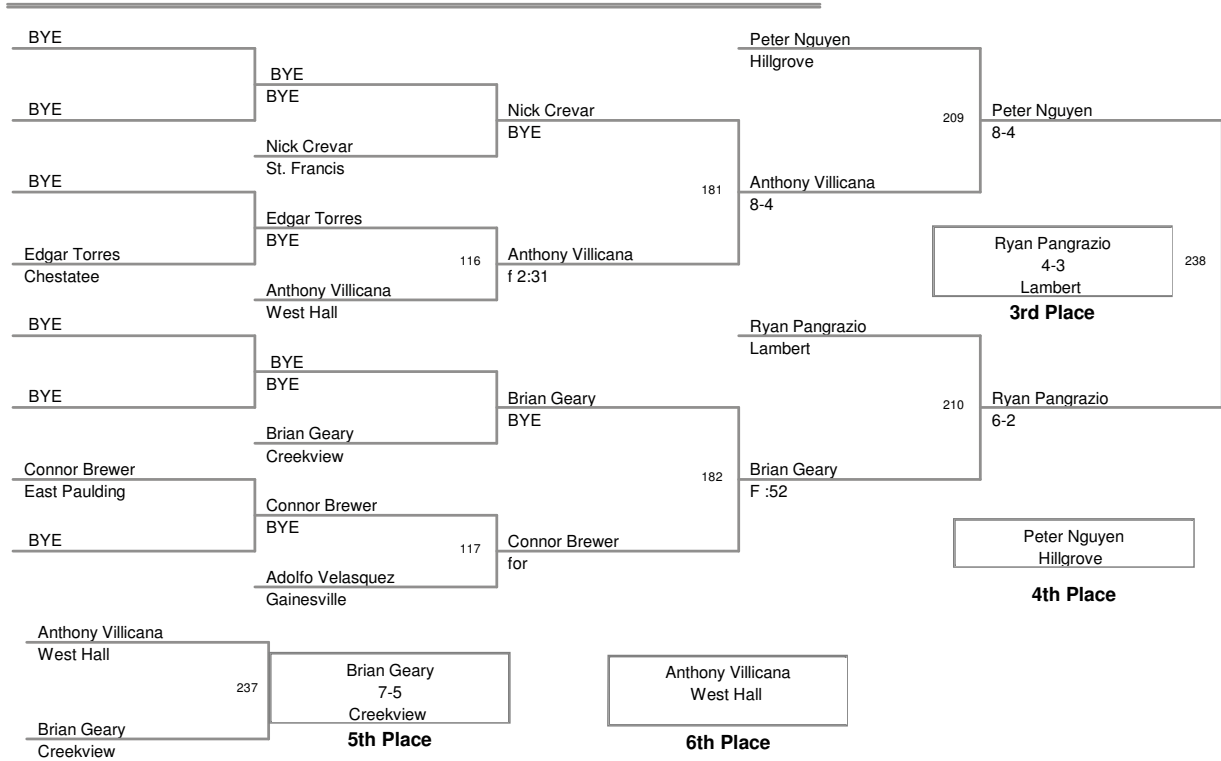 BYE
Peter Nguyen
Hillgrove
BYE
BYE
BYE
Nick Crevar
BYE
209
Peter Nguyen
8-4
Nick Crevar
St. Francis
BYE
181
Anthony Villicana
8-4
Edgar Torres
BYE
Edgar Torres
Chestatee
116
Anthony Villicana
f 2:31
Ryan Pangrazio
4-3
Lambert
238
3rd Place
Anthony Villicana
West Hall
BYE
Ryan Pangrazio
Lambert
BYE
BYE
BYE
Brian Geary
BYE
210
Ryan Pangrazio
6-2
Brian Geary
Creekview
Connor Brewer
East Paulding
182
Brian Geary
F :52
Connor Brewer
BYE
BYE
117
Connor Brewer
for
Peter Nguyen
Hillgrove
4th Place
Adolfo Velasquez
Gainesville
Anthony Villicana
West Hall
237
Brian Geary
7-5
Creekview
5th Place
Anthony Villicana
West Hall
6th Place
Brian Geary
Creekview